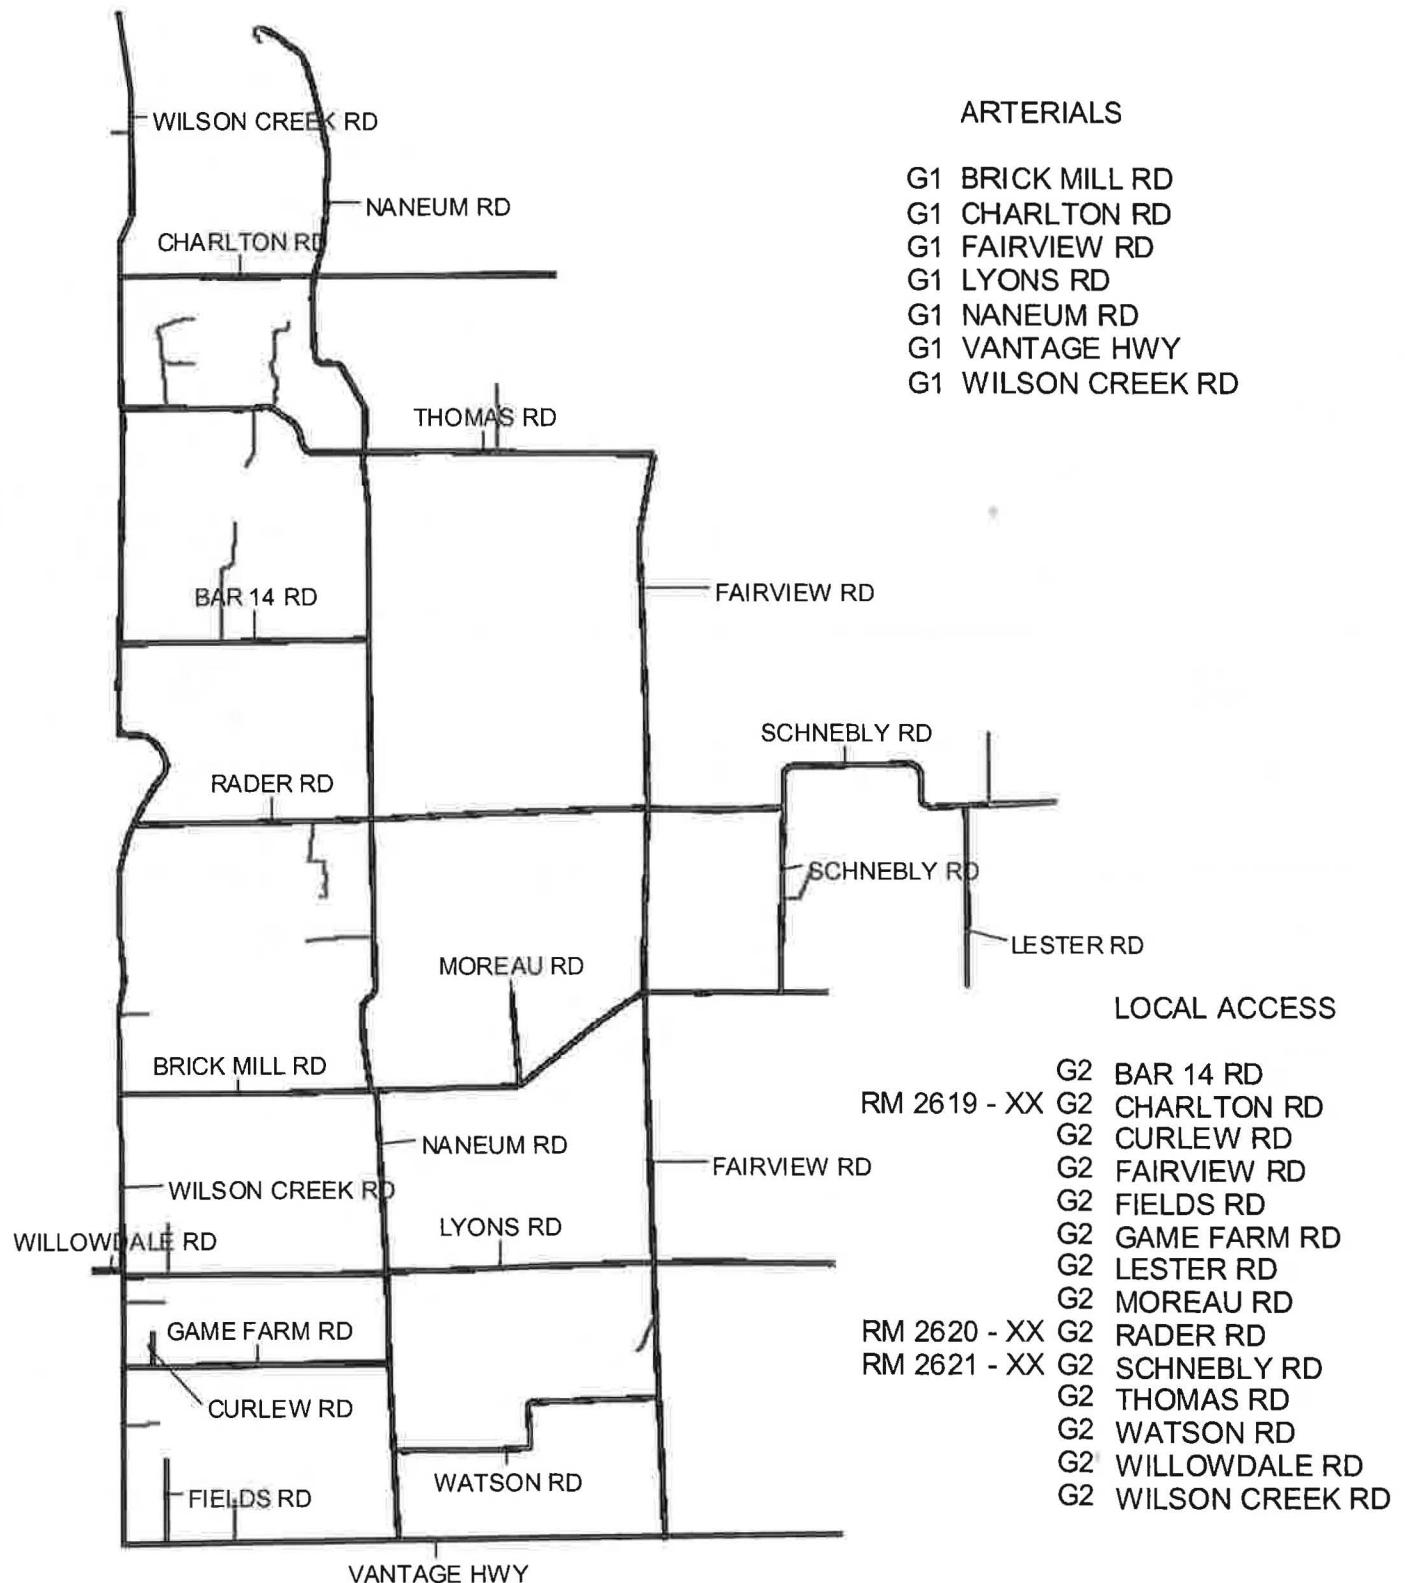 WILSON CREEK RD
NANEUM RD
CHARLTON RD
THOMAS RD
BAR 14 RD
FAIRVIEW RD
SCHNEBLY RD
RADER RD
SCHNEBLY RD
LESTER RD
MOREAU RD
BRICK MILL RD
NANEUM RD
FAIRVIEW RD
WILSON CREEK RD
LYONS RD
WILLOWDALE RD
GAME FARM RD
CURLEW RD
WATSON RD
FIELDS RD
VANTAGE HWY
ARTERIALS
G1 BRICK MILL RD
G1 CHARLTON RD
G1 FAIRVIEW RD
G1 LYONS RD
G1 NANEUM RD
G1 VANTAGE HWY
G1 WILSON CREEK RD
LOCAL ACCESS
G2 BAR 14 RD
RM 2619 - XX G2 CHARLTON RD
G2 CURLEW RD
G2 FAIRVIEW RD
G2 FIELDS RD
G2 GAME FARM RD
G2 LESTER RD
G2 MOREAU RD
RM 2620 - XX G2 RADER RD
RM 2621 - XX G2 SCHNEBLY RD
G2 THOMAS RD
G2 WATSON RD
G2 WILLOWDALE RD
G2 WILSON CREEK RD